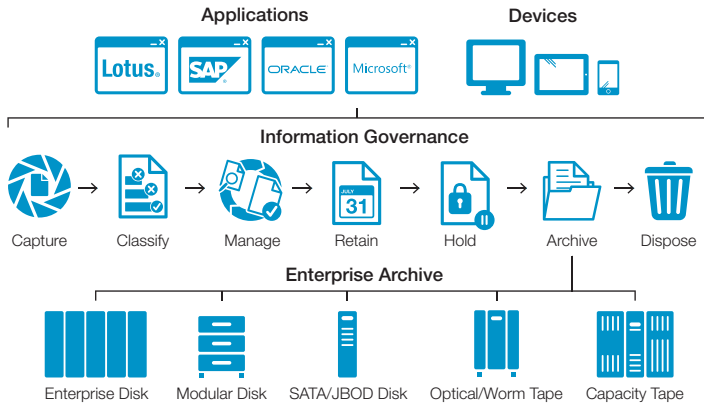 Applications
Devices
Lotus®
SAP
ORACLE
Microsoft®
Information Governance
JULY
31
Capture
Classify
Manage
Retain
Hold
Archive
Dispose
Enterprise Archive
Enterprise Disk
Modular Disk
SATA/JBOD Disk
Optical/Worm Tape
Capacity Tape